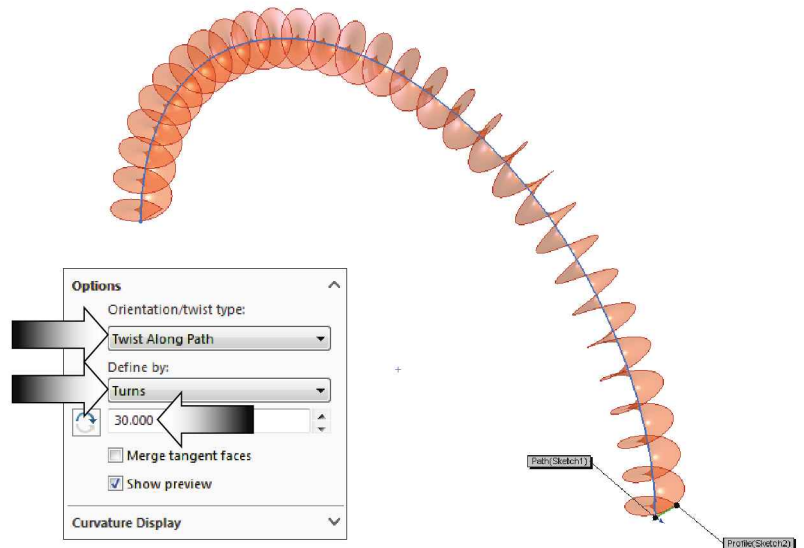 Options
Orientation/twist type:
Twist Along Path
Define by:
Turns
30.000
Merge tangent faces
Show preview
Curvature Display
Path(Sketch1)
Profile(Sketch2)